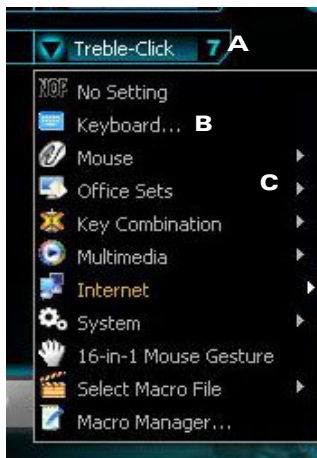 Treble-Click 7 A
NOP No Setting
Keyboard... B
Mouse
Office Sets C
Key Combination
Multimedia
Internet
System
16-in-1 Mouse Gesture
Select Macro File
Macro Manager...